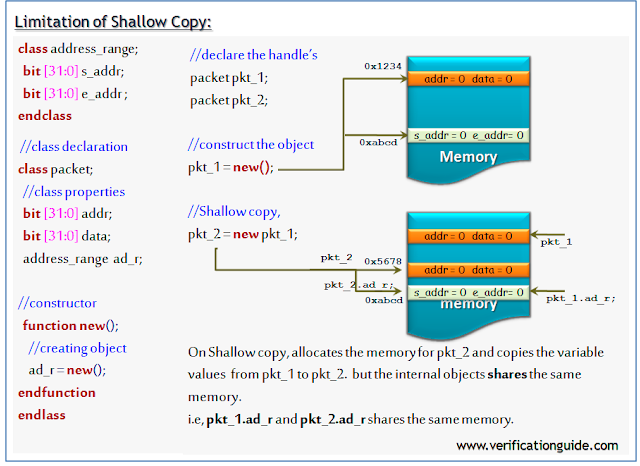 Limitation of Shallow Copy:
class address_range;
bit [31:0] s_addr;
bit [31:0] e_addr ;
endclass
//class declaration
class packet;
//class properties
bit [31:0] addr;
bit [31:0] data;
address_range ad_r;
//constructor
function new();
//creating object
ad_r = new();
endfunction
endlass
//declare the handle's
packet pkt_1;
packet pkt_2;
//construct the object
pkt_1 = new();
//Shallow copy,
pkt_2 = new pkt_1;
0x1234
addr = 0 data = 0
s_addr = 0 e_addr= 0
0xabcd
Memory
addr = 0 data = 0
pkt_1
pkt_2 0x5678
addr = 0 data = 0
pkt_2.ad_r;
s_addr= 0 e_addr= 0
0xabcd
pkt_1.ad_r;
memory
On Shallow copy, allocates the memory for pkt_2 and copies the variable
values from pkt_1 to pkt_2. but the internal objects shares the same
memory.
i.e, pkt_1.ad_r and pkt_2.ad_r shares the same memory.
www.verificationguide.com